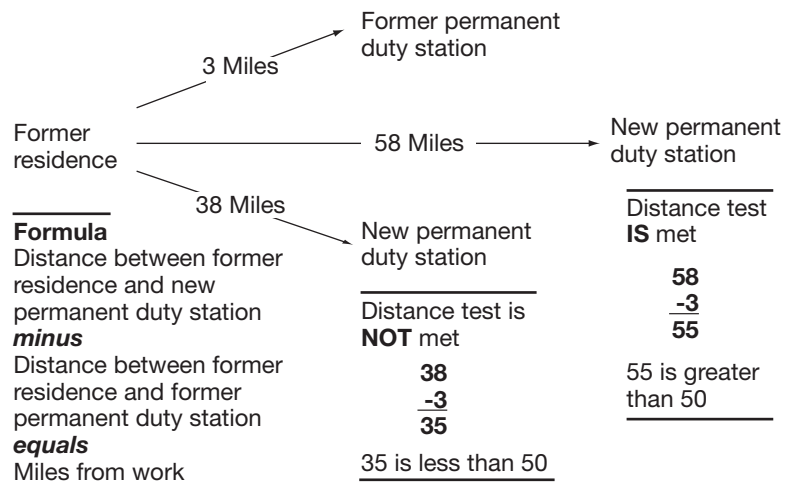 Former permanent
duty station
3 Miles
Former
residence
58 Miles
New permanent
duty station
38 Miles
New permanent
duty station
Formula
Distance between former
residence and new
permanent duty station
minus
Distance between former
residence and former
permanent duty station
equals
Miles from work
Distance test is
NOT met
38
-3
35
35 is less than 50
Distance test
IS met
58
-3
55
55 is greater
than 50